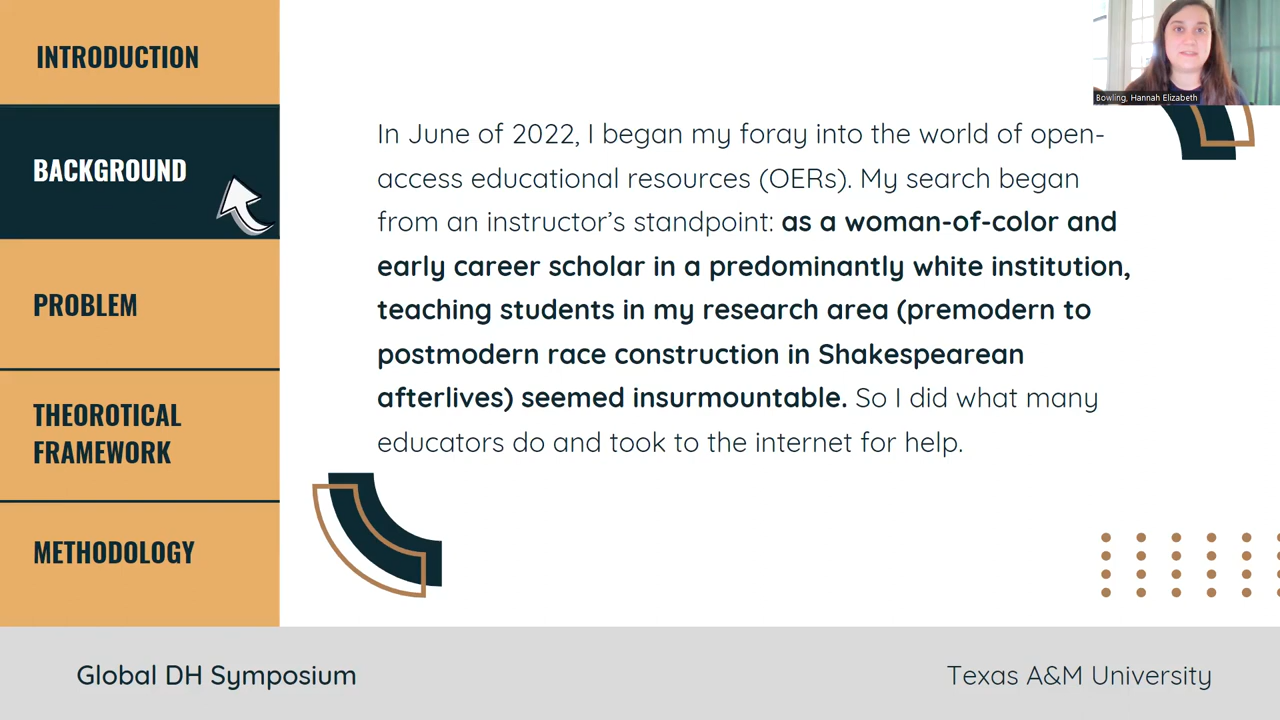 INTRODUCTION
BACKGROUND
PROBLEM
THEOROTICAL
FRAMEWORK
METHODOLOGY
Bowling, Hannah Elizabeth
In June of 2022, I began my foray into the world of open-
access educational resources (OERs). My search began
from an instructor’s standpoint: as a woman-of-color and
early career scholar in a predominantly white institution,
teaching students in my research area (premodern to
postmodern race construction in Shakespearean
afterlives) seemed insurmountable. So I did what many
educators do and took to the internet for help.
Global DH Symposium
Texas A&M University